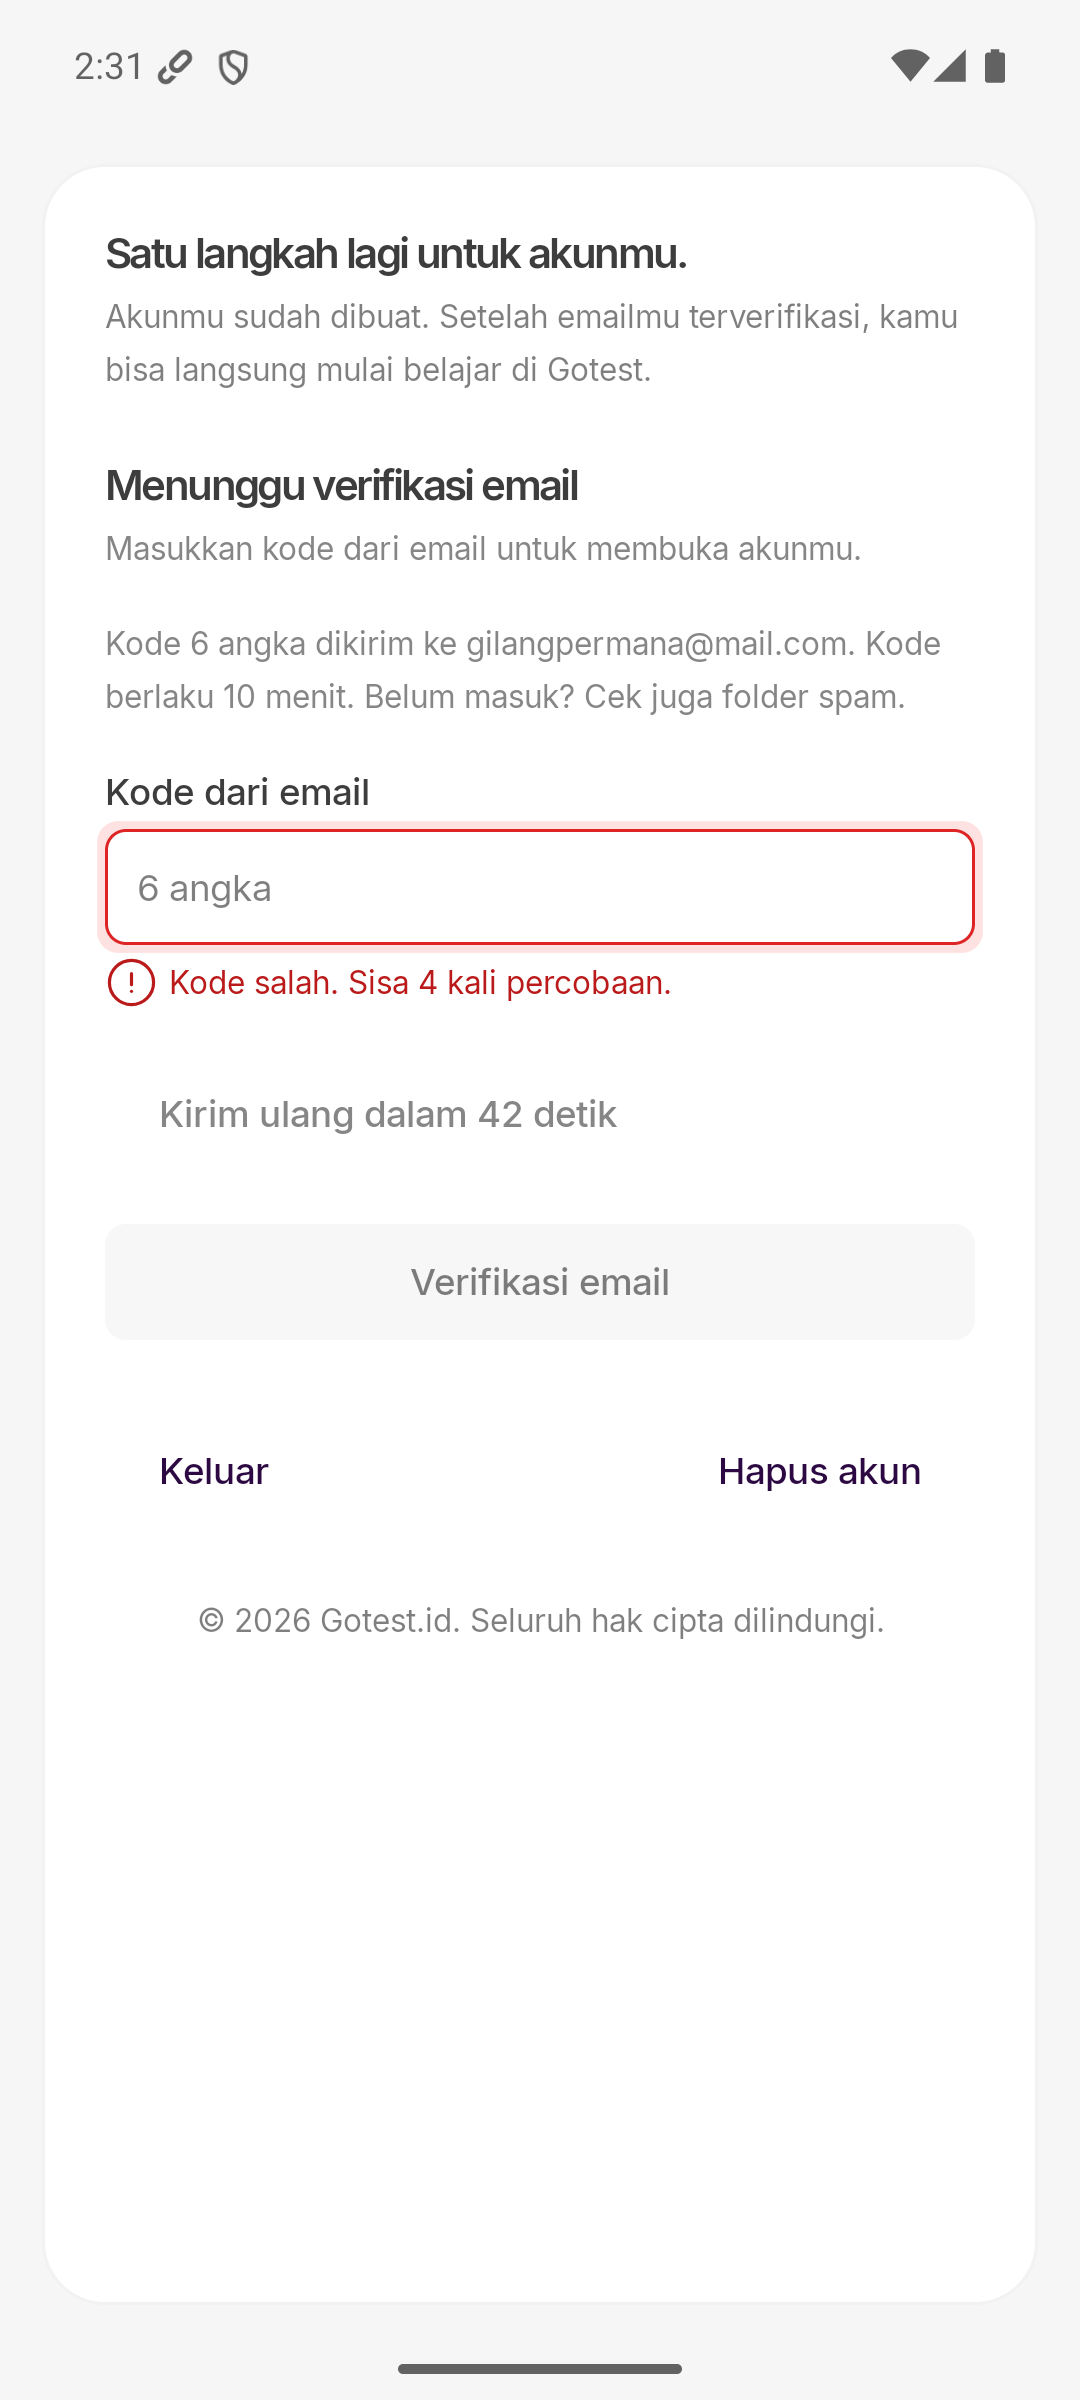 2:31
Satu langkah lagi untuk akunmu.
Akunmu sudah dibuat. Setelah emailmu terverifikasi, kamu
bisa langsung mulai belajar di Gotest.
Menunggu verifikasi email
Masukkan kode dari email untuk membuka akunmu.
Kode 6 angka dikirim ke gilangpermana@mail.com. Kode
berlaku 10 menit. Belum masuk? Cek juga folder spam.
Kode dari email
6 angka
Kode salah. Sisa 4 kali percobaan.
Kirim ulang dalam 42 detik
Verifikasi email
Keluar
Hapus akun
© 2026 Gotest.id. Seluruh hak cipta dilindungi.